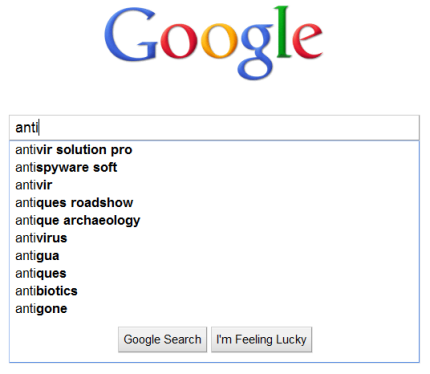 Google
anti
antivir solution pro
antispyware soft
antivir
antiques roadshow
antique archaeology
antivirus
antigua
antiques
antibiotics
antigone
Google Search I'm Feeling Lucky